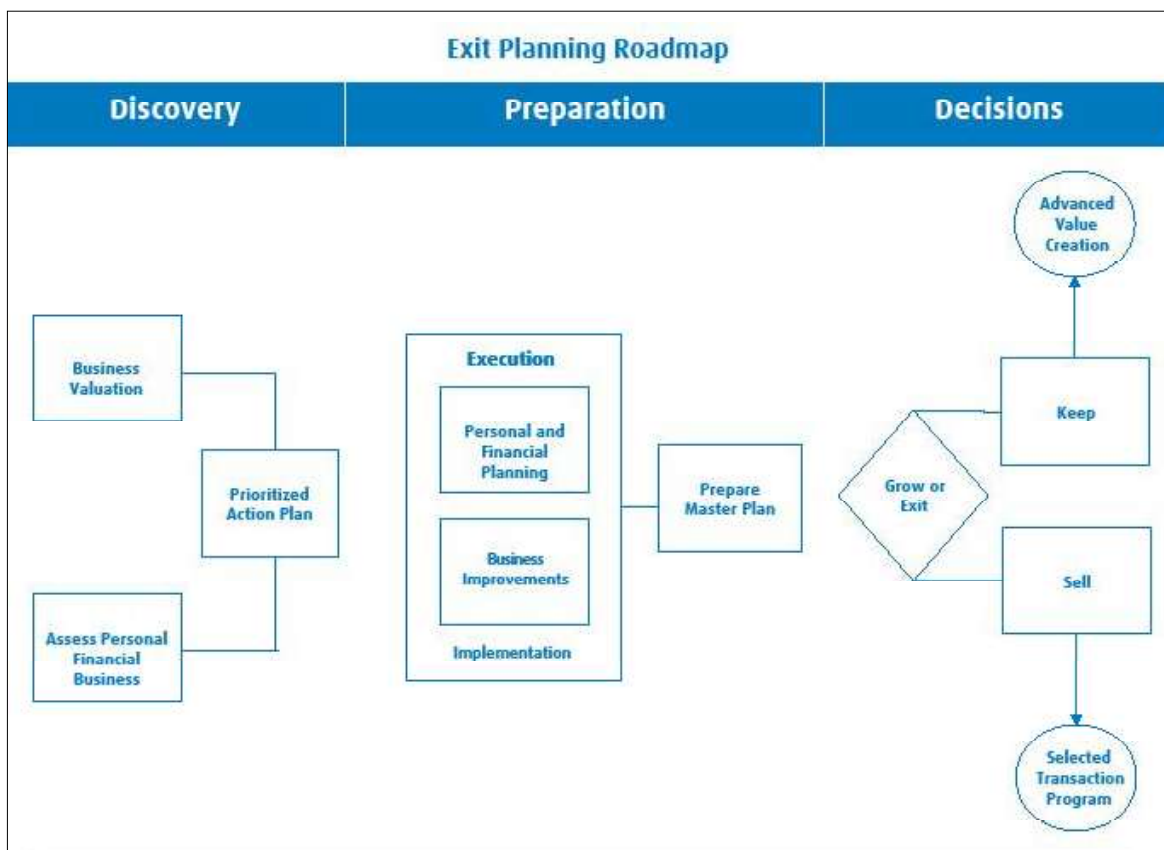 Exit Planning Roadmap
Discovery
Preparation
Decisions
Business
Valuation
Prioritized
Action Plan
Assess Personal
Financial
Business
Execution
Personal and
Financial
Planning
Business
Improvements
Implementation
Prepare
Master Plan
Grow or
Exit
Advanced
Value
Creation
Keep
Sell
Selected
Transaction
Program